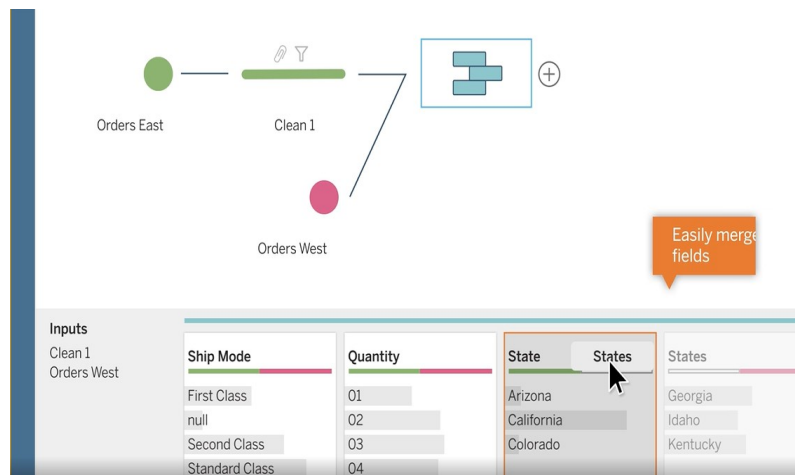 Orders East
Clean 1
Orders West
Easily merge
fields
Inputs
Clean 1
Orders West
Ship Mode
First Class
null
Second Class
Standard Class
Quantity
01
02
03
04
State
States
Arizona
California
Colorado
States
Georgia
Idaho
Kentucky